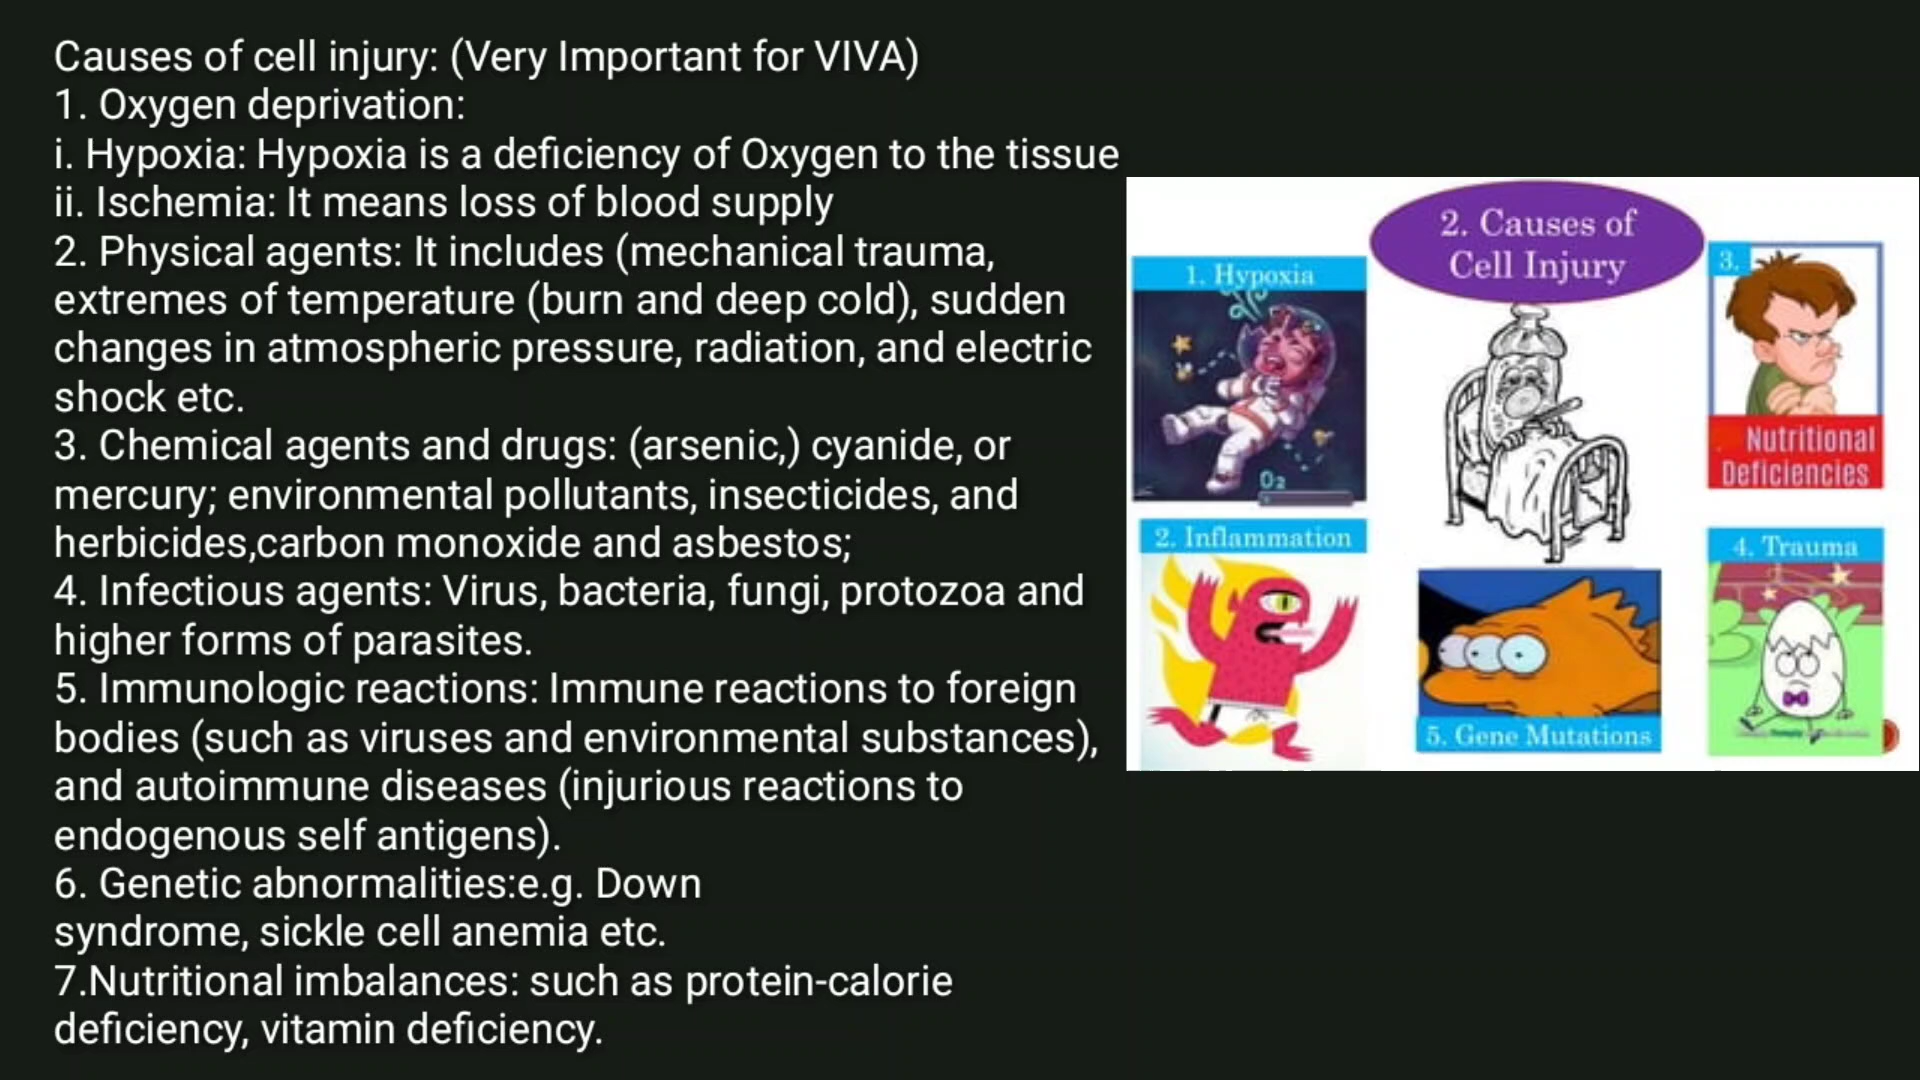 Causes of cell injury: (Very Important for VIVA)
1. Oxygen deprivation:
i. Hypoxia: Hypoxia is a deficiency of Oxygen to the tissue
ii. Ischemia: It means loss of blood supply
2. Physical agents: It includes (mechanical trauma,
extremes of temperature (burn and deep cold), sudden
changes in atmospheric pressure, radiation, and electric
shock etc.
3. Chemical agents and drugs: (arsenic,) cyanide, or
mercury; environmental pollutants, insecticides, and
herbicides,carbon monoxide and asbestos;
4. Infectious agents: Virus, bacteria, fungi, protozoa and
higher forms of parasites.
5. Immunologic reactions: Immune reactions to foreign
bodies (such as viruses and environmental substances),
and autoimmune diseases (injurious reactions to
endogenous self antigens).
6. Genetic abnormalities:e.g. Down
syndrome, sickle cell anemia etc.
7.Nutritional imbalances: such as protein-calorie
deficiency, vitamin deficiency.
2. Causes of
Cell Injury
1. Hypoxia
O₂
2. Inflammation
3.
Nutritional
Deficiencies
4. Trauma
5. Gene Mutations